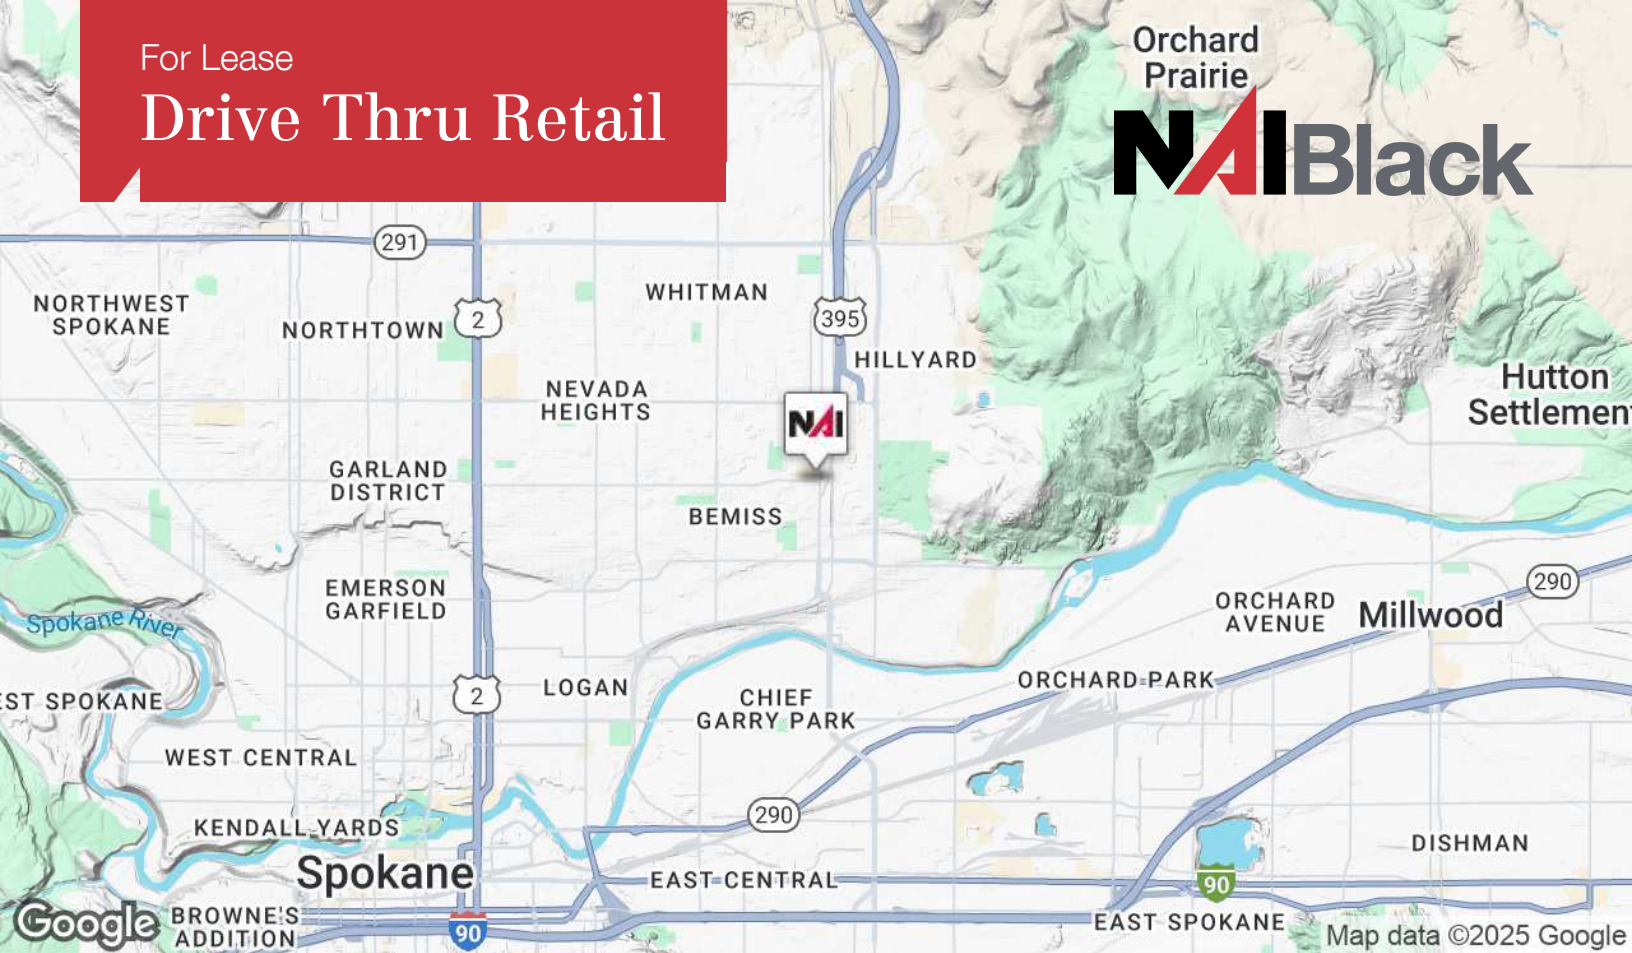 For Lease
Drive Thru Retail
Orchard
Prairie
NAIBlack
291
NORTHWEST
SPOKANE
NORTHTOWN
2
WHITMAN
395
HILLYARD
NEVADA
HEIGHTS
NAI
Hutton
Settlement
GARLAND
DISTRICT
BEMISS
EMERSON
GARFIELD
Spokane River
290
ORCHARD
AVENUE
Millwood
EST SPOKANE
2
LOGAN
CHIEF
GARRY PARK
ORCHARD PARK
WEST CENTRAL
290
KENDALL YARDS
Spokane
EAST CENTRAL
DISHMAN
90
Google
BROWNE'S
ADDITION
90
EAST SPOKANE
Map data ©2025 Google